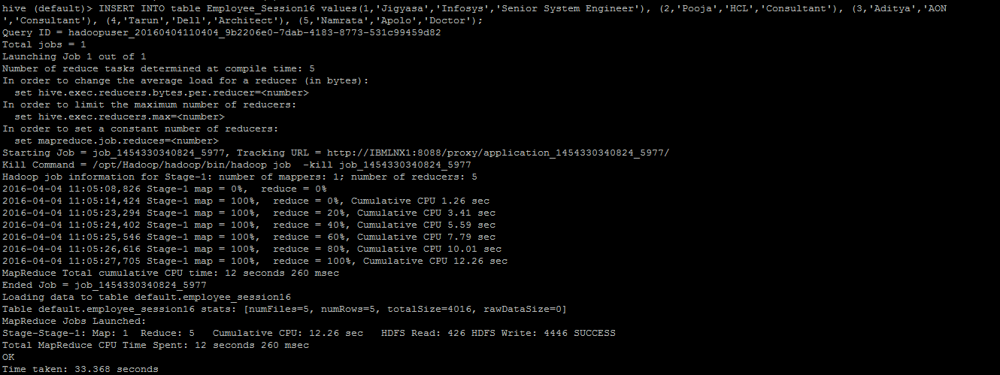 hive (default)> INSERT INTO table Employee_Session16 values(1,'Jigyasa','Infosys','Senior System Engineer'), (2,'Pooja','HCL','Consultant'), (3,'Aditya','AON
','Consultant'), (4,'Tarun','Dell','Architect'), (5,'Namrata','Apolo','Doctor');
Query ID = hadoopuser_20160404110404_9b2206e0-7dab-4183-8773-531c99459d82
Total jobs = 1
Launching Job 1 out of 1
Number of reduce tasks determined at compile time: 5
In order to change the average load for a reducer (in bytes):
  set hive.exec.reducers.bytes.per.reducer=<number>
In order to limit the maximum number of reducers:
  set hive.exec.reducers.max=<number>
In order to set a constant number of reducers:
  set mapreduce.job.reduces=<number>
Starting Job = job_1454330340824_5977, Tracking URL = http://IBMLNX1:8088/proxy/application_1454330340824_5977/
Kill Command = /opt/Hadoop/hadoop/bin/hadoop job  -kill job_1454330340824_5977
Hadoop job information for Stage-1: number of mappers: 1; number of reducers: 5
2016-04-04 11:05:08,826 Stage-1 map = 0%,  reduce = 0%
2016-04-04 11:05:14,424 Stage-1 map = 100%,  reduce = 0%, Cumulative CPU 1.26 sec
2016-04-04 11:05:23,294 Stage-1 map = 100%,  reduce = 20%, Cumulative CPU 3.41 sec
2016-04-04 11:05:24,402 Stage-1 map = 100%,  reduce = 40%, Cumulative CPU 5.59 sec
2016-04-04 11:05:25,546 Stage-1 map = 100%,  reduce = 60%, Cumulative CPU 7.79 sec
2016-04-04 11:05:26,616 Stage-1 map = 100%,  reduce = 80%, Cumulative CPU 10.01 sec
2016-04-04 11:05:27,705 Stage-1 map = 100%,  reduce = 100%, Cumulative CPU 12.26 sec
MapReduce Total cumulative CPU time: 12 seconds 260 msec
Ended Job = job_1454330340824_5977
Loading data to table default.employee_session16
Table default.employee_session16 stats: [numFiles=5, numRows=5, totalSize=4016, rawDataSize=0]
MapReduce Jobs Launched:
Stage-Stage-1: Map: 1  Reduce: 5   Cumulative CPU: 12.26 sec   HDFS Read: 426 HDFS Write: 4446 SUCCESS
Total MapReduce CPU Time Spent: 12 seconds 260 msec
OK
Time taken: 33.368 seconds